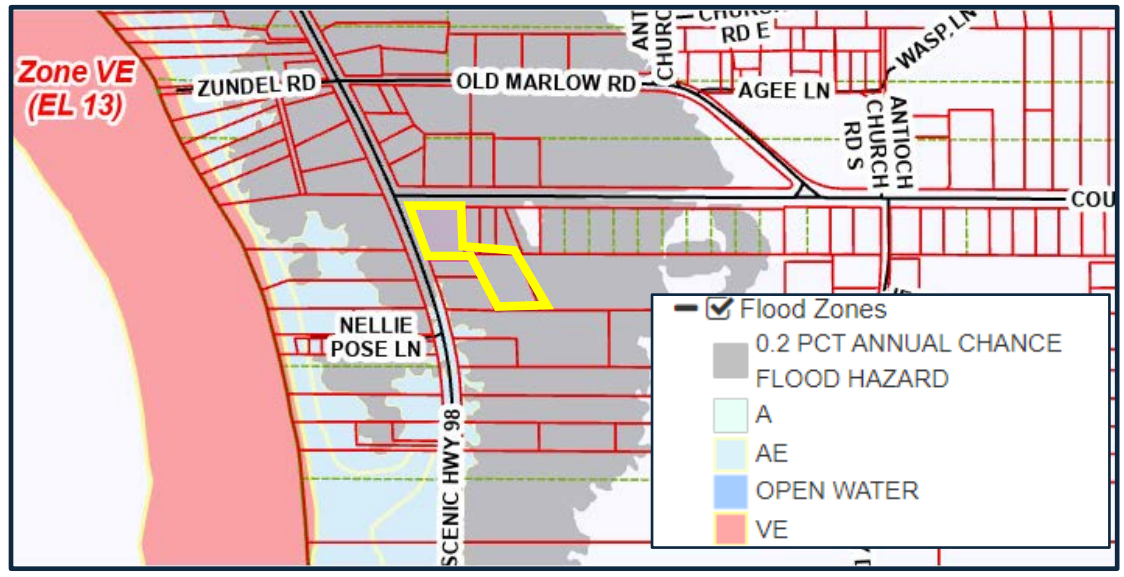 CHURCH
RD E
ANTI
CHURC
WASP LN
Zone VE
(EL 13)
ZUNDEL RD
OLD MARLOW RD
AGEE LN
ANTIOCH
CHURCH
RD S
COU
NELLIE
POSE LN
SCENIC HWY 98
Flood Zones
0.2 PCT ANNUAL CHANCE
FLOOD HAZARD
A
AE
OPEN WATER
VE